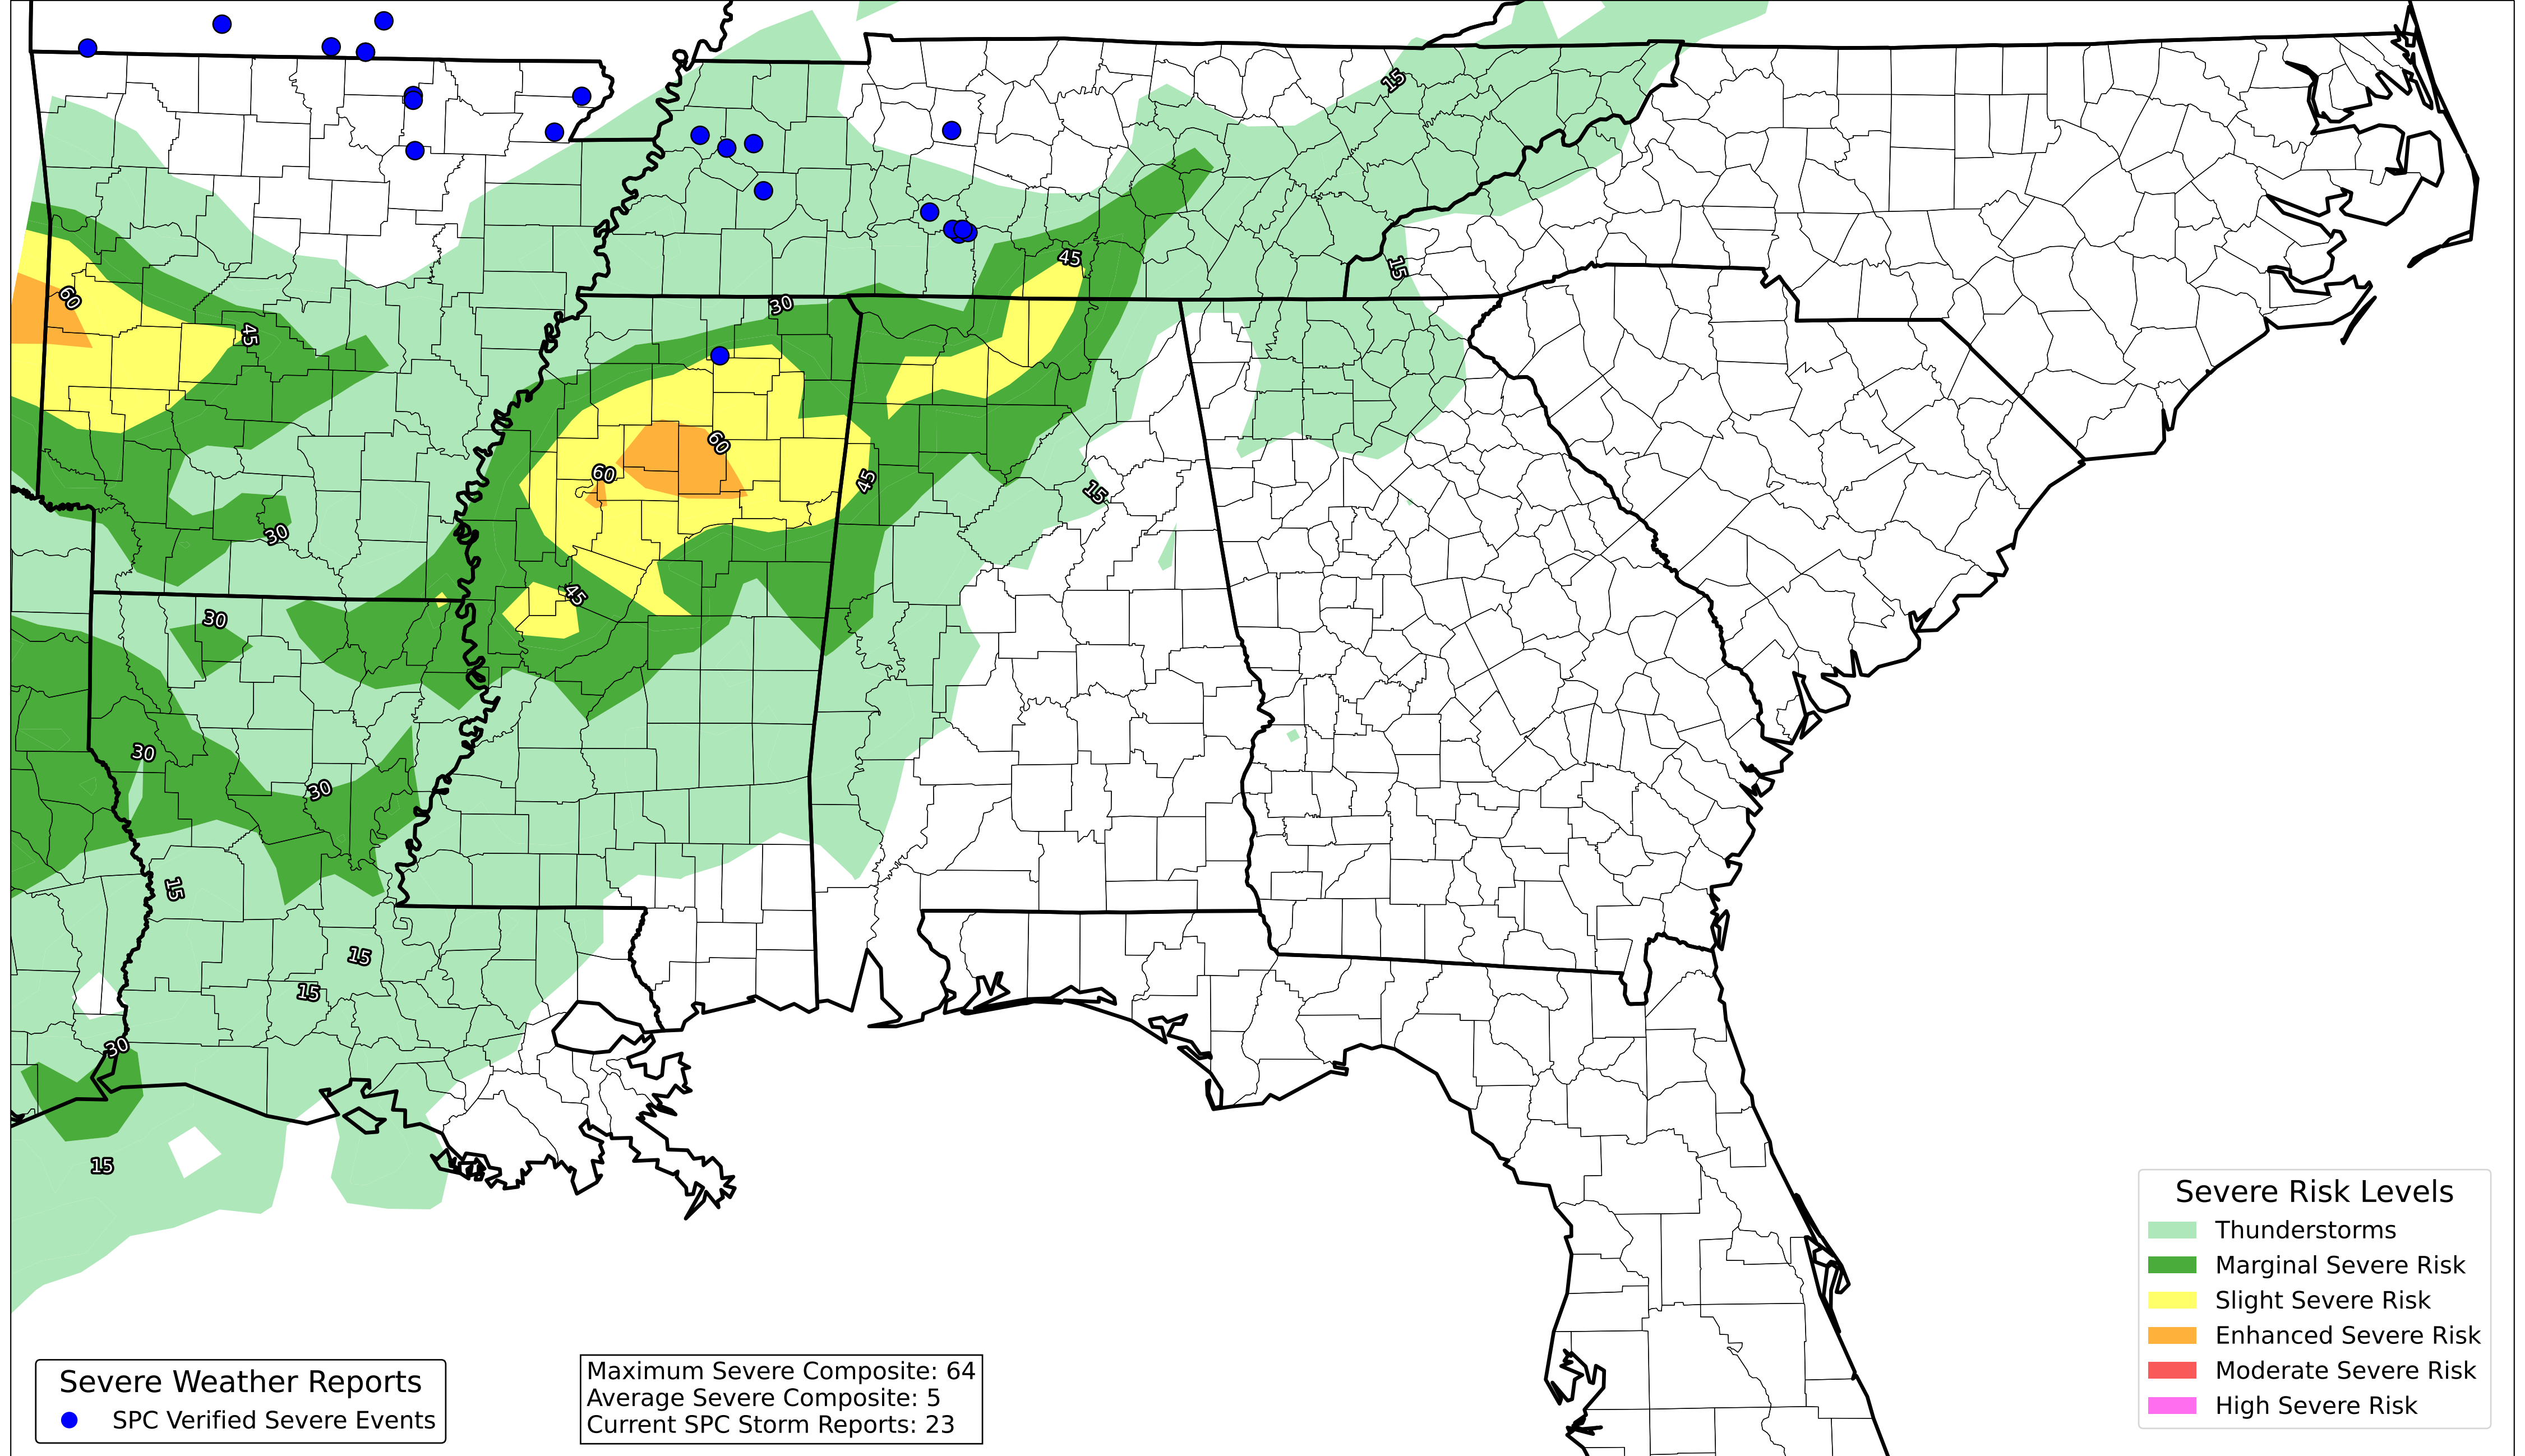 15
45
30
60
45
60
60
45
15
15
30
45
30
30
30
15
15
15
30
15
Severe Risk Levels
Thunderstorms
Marginal Severe Risk
Slight Severe Risk
Enhanced Severe Risk
Moderate Severe Risk
High Severe Risk
Severe Weather Reports
SPC Verified Severe Events
Maximum Severe Composite: 64
Average Severe Composite: 5
Current SPC Storm Reports: 23